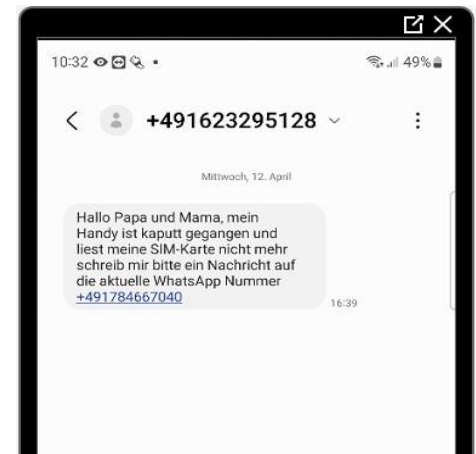 10:32
49%
+491623295128
Mittwoch, 12. April
Hallo Papa und Mama, mein
Handy ist kaputt gegangen und
liest meine SIM-Karte nicht mehr
schreib mir bitte ein Nachricht auf
die aktuelle WhatsApp Nummer
+491784667040
16:39